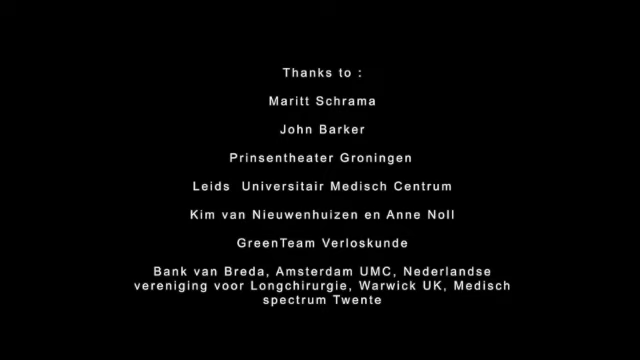 Thanks to :
Maritt Schrama
John Barker
Prinsentheater Groningen
Leids Universitair Medisch Centrum
Kim van Nieuwenhuizen en Anne Noll
GreenTeam Verloskunde
Bank van Breda, Amsterdam UMC, Nederlandse
vereniging voor Longchirurgie, Warwick UK, Medisch
spectrum Twente